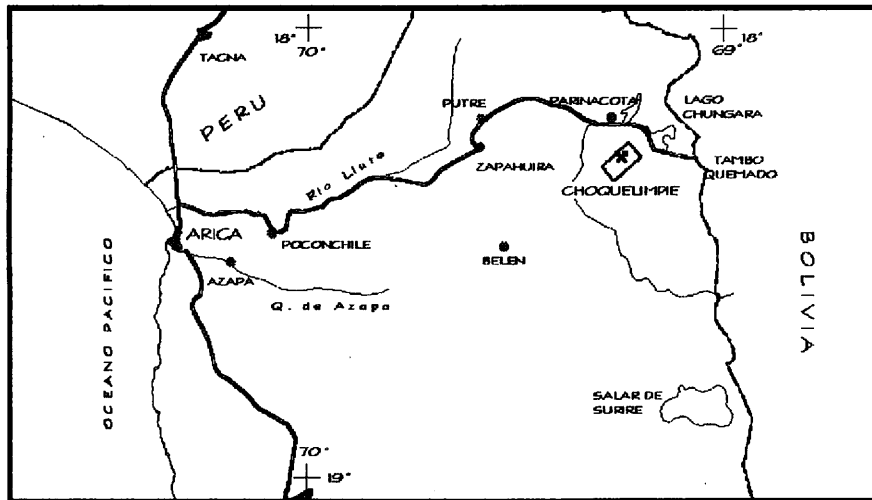 18° 70°
69° 18°
TACNA
PERU
PUTRE
PARINACOTA
LAGO
CHUNGARA
Rio Lluta
ZAPAHUIRA
TAMBO
QUEMADO
CHOQUELIMPIE
ARICA
POCONCHILE
BELEN
AZAPA
Q. de Azapa
OCEANO PACIFICO
BOLIVIA
SALAR DE
SURIRE
70°
19°